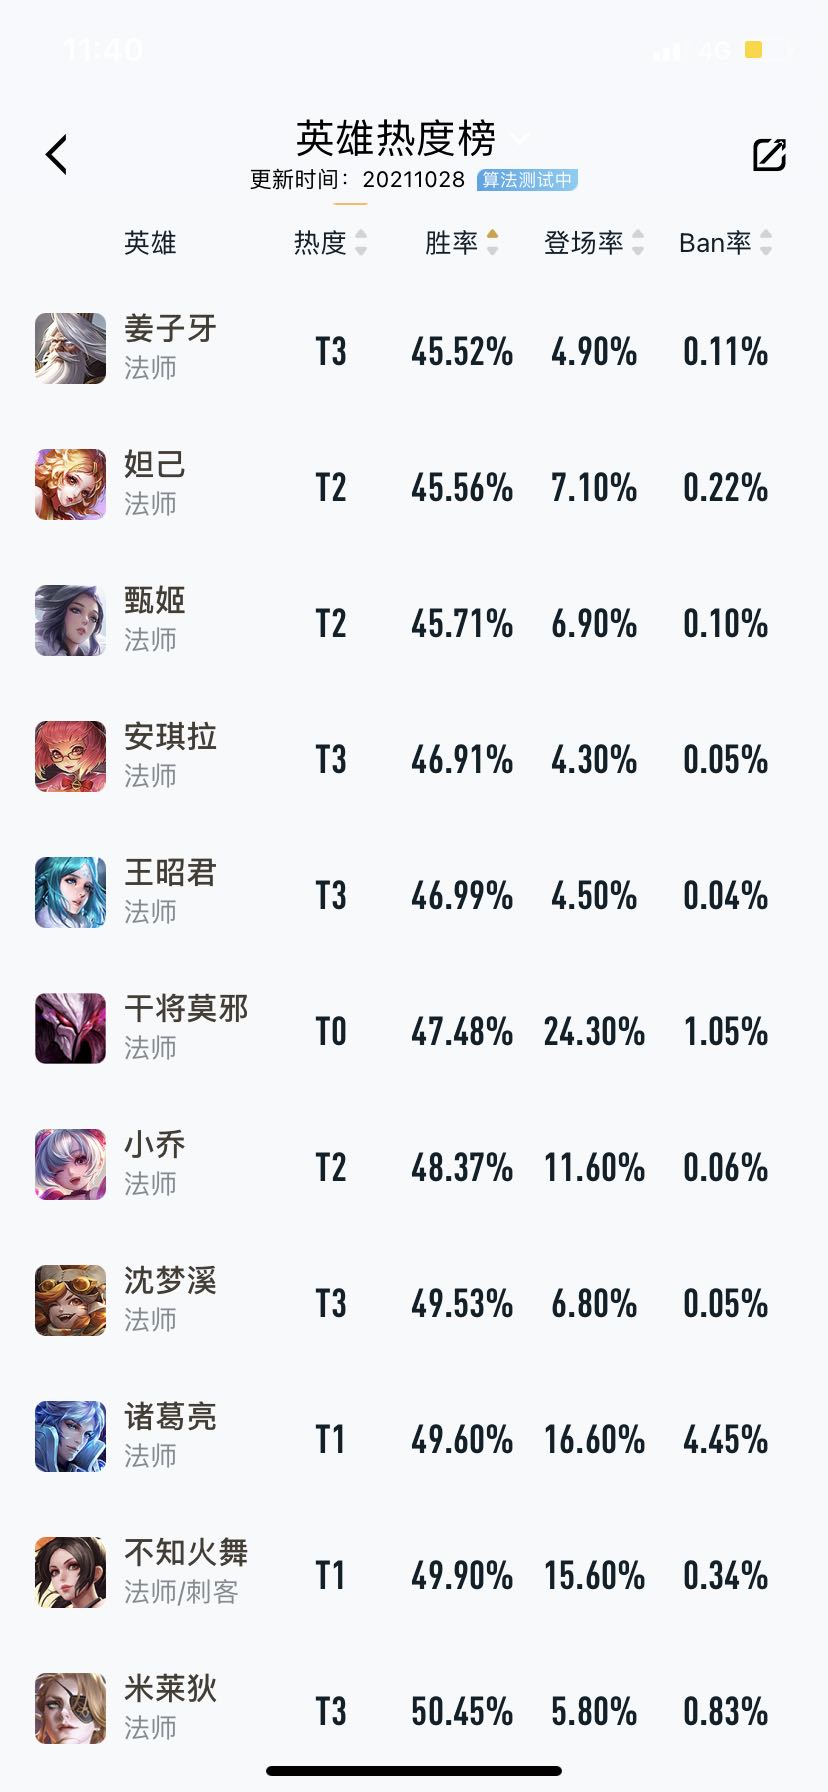 11:40
4G
英雄热度榜
更新时间：20211028 算法测试中
英雄 热度 胜率 登场率 Ban率
姜子牙
法师
T3 45.52% 4.90% 0.11%
妲己
法师
T2 45.56% 7.10% 0.22%
甄姬
法师
T2 45.71% 6.90% 0.10%
安琪拉
法师
T3 46.91% 4.30% 0.05%
王昭君
法师
T3 46.99% 4.50% 0.04%
干将莫邪
法师
T0 47.48% 24.30% 1.05%
小乔
法师
T2 48.37% 11.60% 0.06%
沈梦溪
法师
T3 49.53% 6.80% 0.05%
诸葛亮
法师
T1 49.60% 16.60% 4.45%
不知火舞
法师/刺客
T1 49.90% 15.60% 0.34%
米莱狄
法师
T3 50.45% 5.80% 0.83%